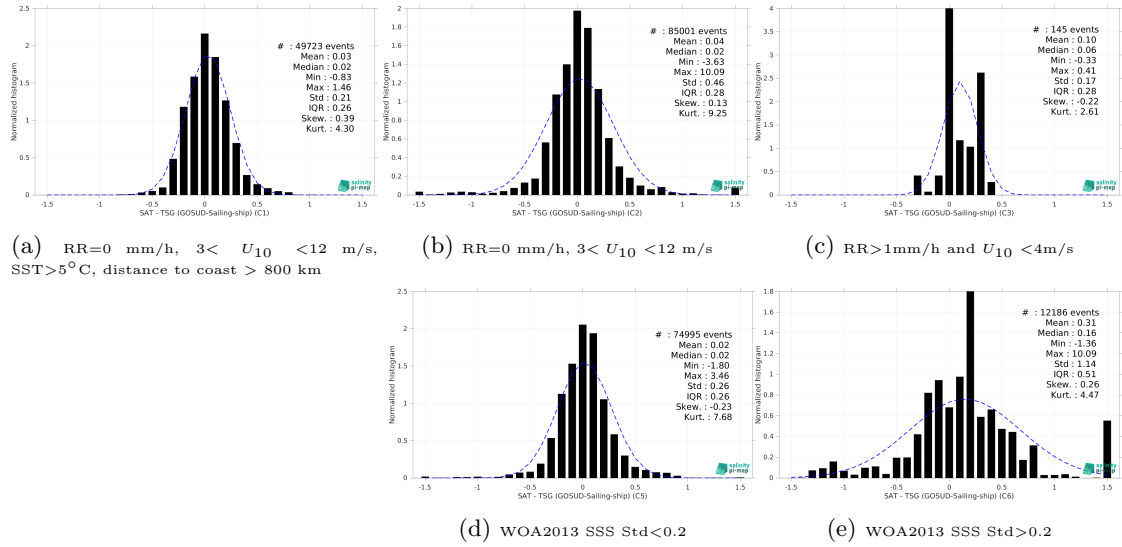 2.5
2
1.5
1
0.5
0
-1.5 -1 -0.5 0 0.5 1 1.5
Normalized histogram
SAT - TSG (GOSUD-Sailing-ship) (C1)
# : 49723 events
Mean : 0.03
Median : 0.02
Min : -0.83
Max : 1.46
Std : 0.21
IQR : 0.26
Skew. : 0.39
Kurt. : 4.30
salinity
pi-mep
(a) RR=0 mm/h, 3< U10 <12 m/s,
SST>5°C, distance to coast > 800 km
2
1.8
1.6
1.4
1.2
1
0.8
0.6
0.4
0.2
0
-1.5 -1 -0.5 0 0.5 1 1.5
Normalized histogram
SAT - TSG (GOSUD-Sailing-ship) (C2)
# : 85001 events
Mean : 0.04
Median : 0.02
Min : -3.63
Max : 10.09
Std : 0.46
IQR : 0.28
Skew. : 0.13
Kurt. : 9.25
salinity
pi-mep
(b) RR=0 mm/h, 3< U10 <12 m/s
4
3.5
3
2.5
2
1.5
1
0.5
0
-1.5 -1 -0.5 0 0.5 1 1.5
Normalized histogram
SAT - TSG (GOSUD-Sailing-ship) (C3)
# : 145 events
Mean : 0.10
Median : 0.06
Min : -0.33
Max : 0.41
Std : 0.17
IQR : 0.28
Skew. : -0.22
Kurt. : 2.61
salinity
pi-mep
(c) RR>1mm/h and U10 <4m/s
2.5
2
1.5
1
0.5
0
-1.5 -1 -0.5 0 0.5 1 1.5
Normalized histogram
SAT - TSG (GOSUD-Sailing-ship) (C5)
# : 74995 events
Mean : 0.02
Median : 0.02
Min : -1.80
Max : 3.46
Std : 0.26
IQR : 0.26
Skew. : -0.23
Kurt. : 7.68
salinity
pi-mep
(d) WOA2013 SSS Std<0.2
1.8
1.6
1.4
1.2
1
0.8
0.6
0.4
0.2
0
-1.5 -1 -0.5 0 0.5 1 1.5
Normalized histogram
SAT - TSG (GOSUD-Sailing-ship) (C6)
# : 12186 events
Mean : 0.31
Median : 0.16
Min : -1.36
Max : 10.09
Std : 1.14
IQR : 0.51
Skew. : 0.26
Kurt. : 4.47
salinity
pi-mep
(e) WOA2013 SSS Std>0.2